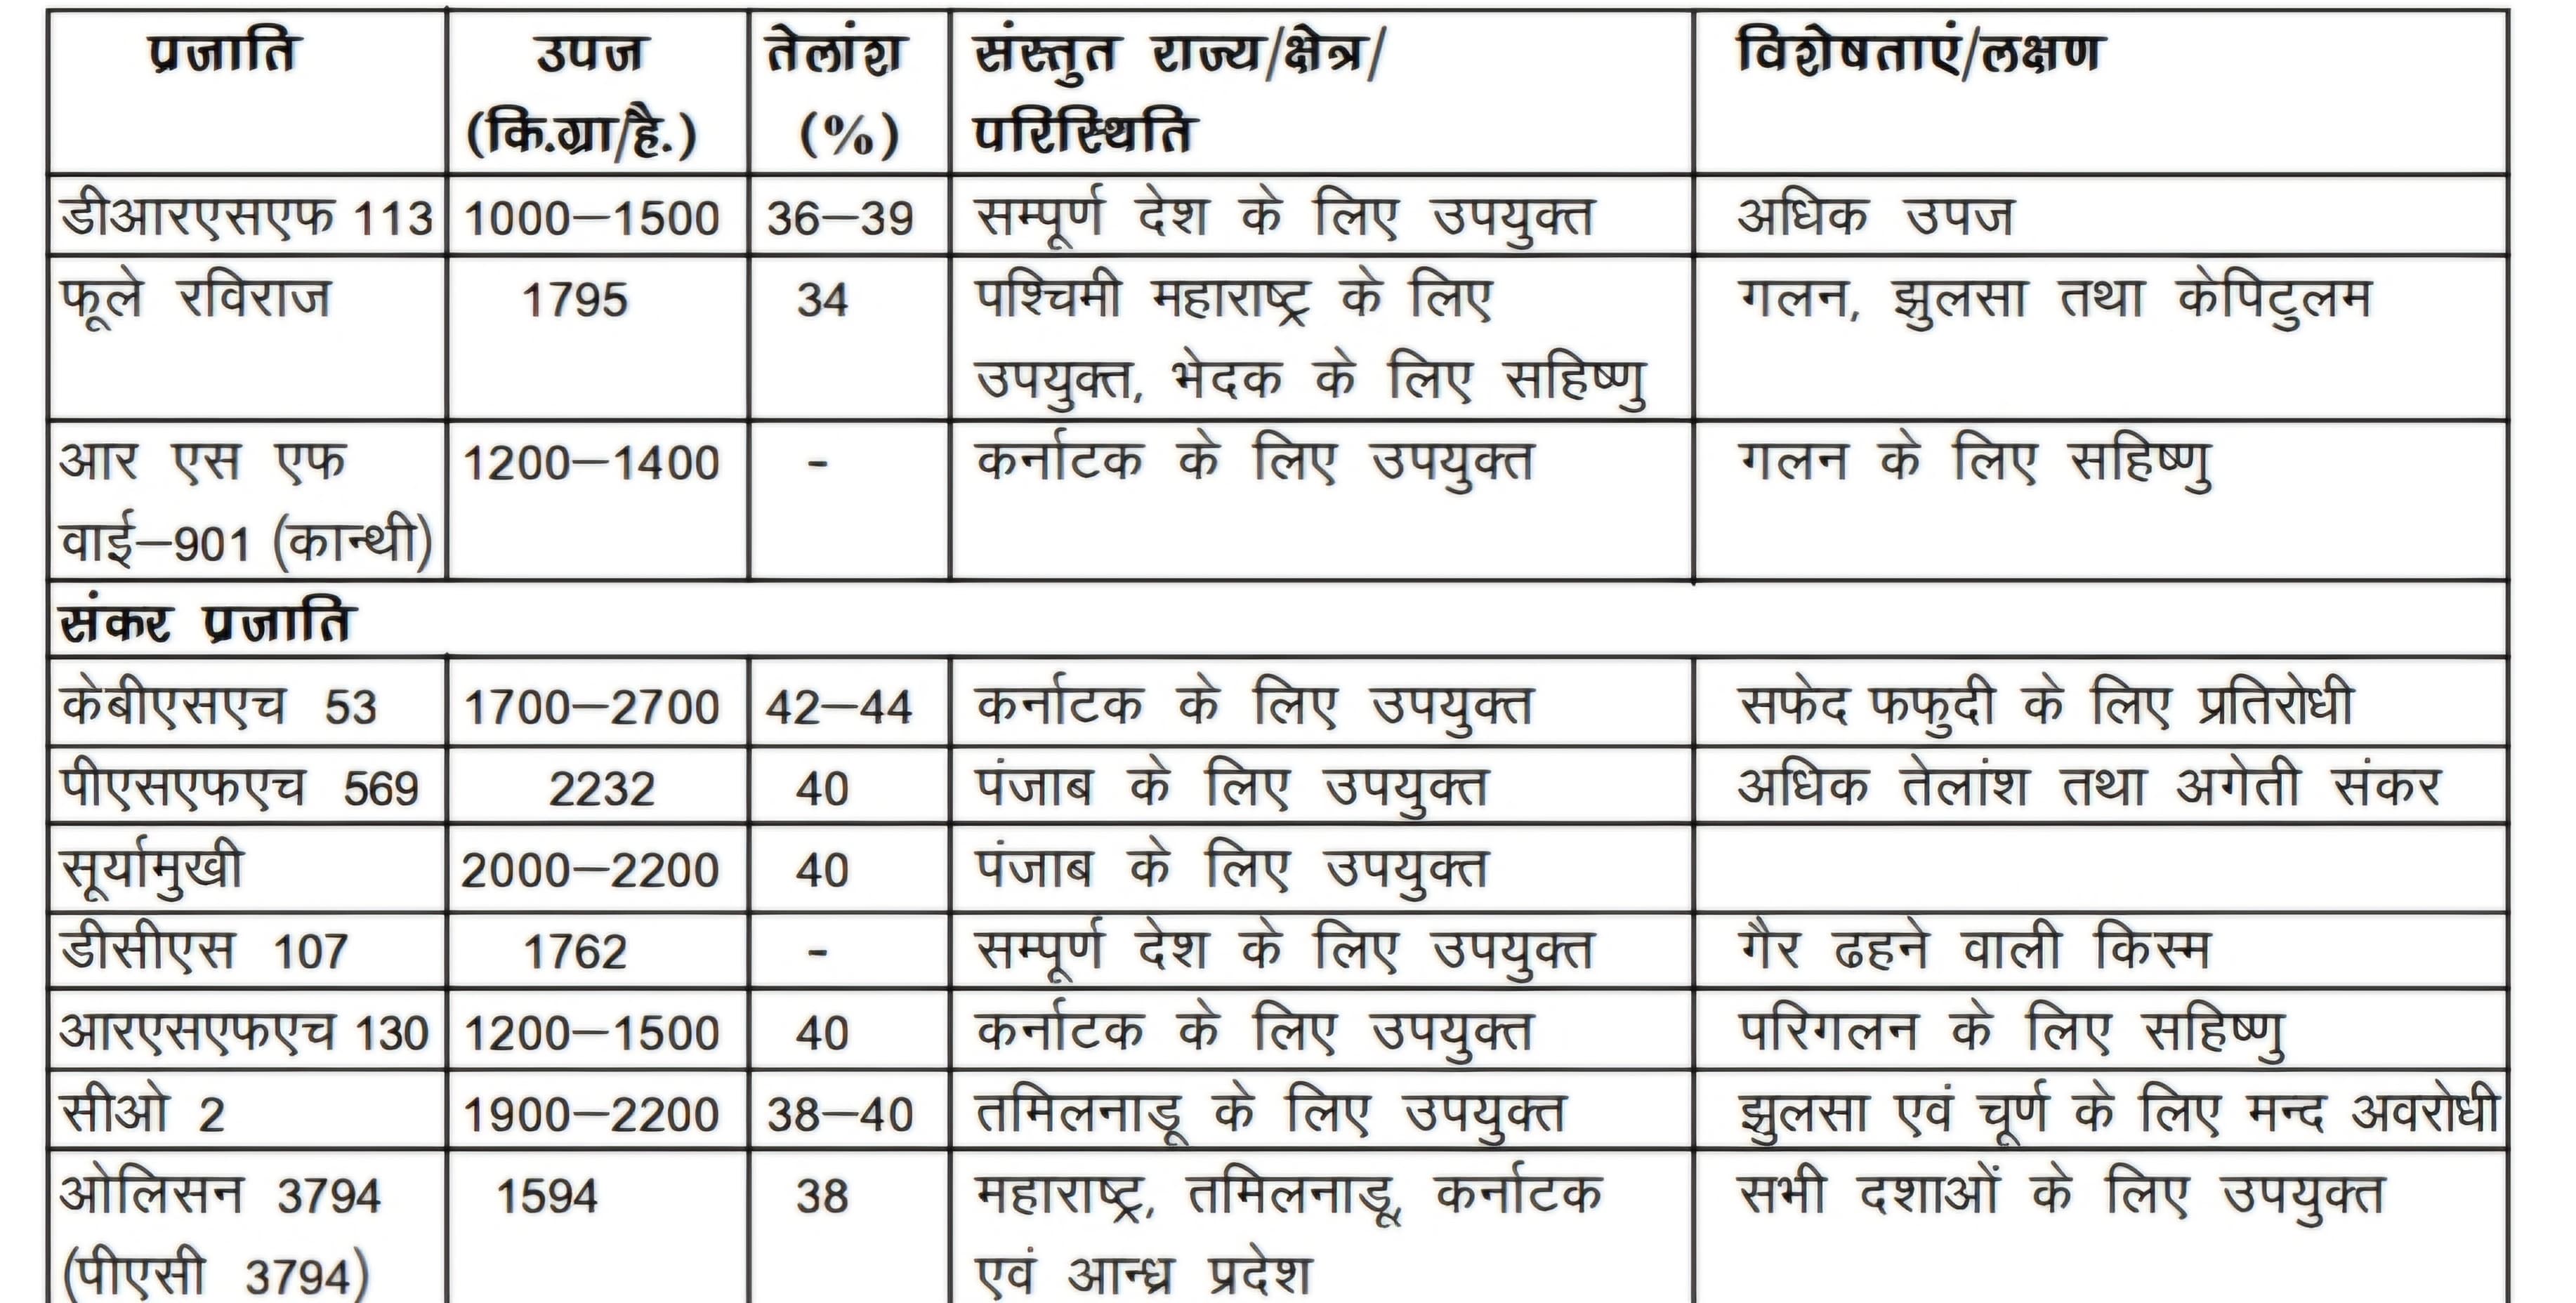 प्रजाति उपज तेलांश संस्तुत राज्य/क्षेत्र/ विशेषताएं/लक्षण
(कि.ग्रा/है.) (%) परिस्थिति
डीआरएसएफ 113 1000–1500 36–39 सम्पूर्ण देश के लिए उपयुक्त अधिक उपज
फूले रविराज 1795 34 पश्चिमी महाराष्ट्र के लिए गलन, झुलसा तथा केपिटुलम
उपयुक्त, भेदक के लिए सहिष्णु
आर एस एफ 1200–1400 - कर्नाटक के लिए उपयुक्त गलन के लिए सहिष्णु
वाई–901 (कान्थी)
संकर प्रजाति
केबीएसएच 53 1700–2700 42–44 कर्नाटक के लिए उपयुक्त सफेद फफुदी के लिए प्रतिरोधी
पीएसएफएच 569 2232 40 पंजाब के लिए उपयुक्त अधिक तेलांश तथा अगेती संकर
सूर्यामुखी 2000–2200 40 पंजाब के लिए उपयुक्त
डीसीएस 107 1762 - सम्पूर्ण देश के लिए उपयुक्त गैर ढहने वाली किस्म
आरएसएफएच 130 1200–1500 40 कर्नाटक के लिए उपयुक्त परिगलन के लिए सहिष्णु
सीओ 2 1900–2200 38–40 तमिलनाडू के लिए उपयुक्त झुलसा एवं चूर्ण के लिए मन्द अवरोधी
ओलिसन 3794 1594 38 महाराष्ट्र, तमिलनाडू, कर्नाटक सभी दशाओं के लिए उपयुक्त
(पीएसी 3794) एवं आन्ध्र प्रदेश